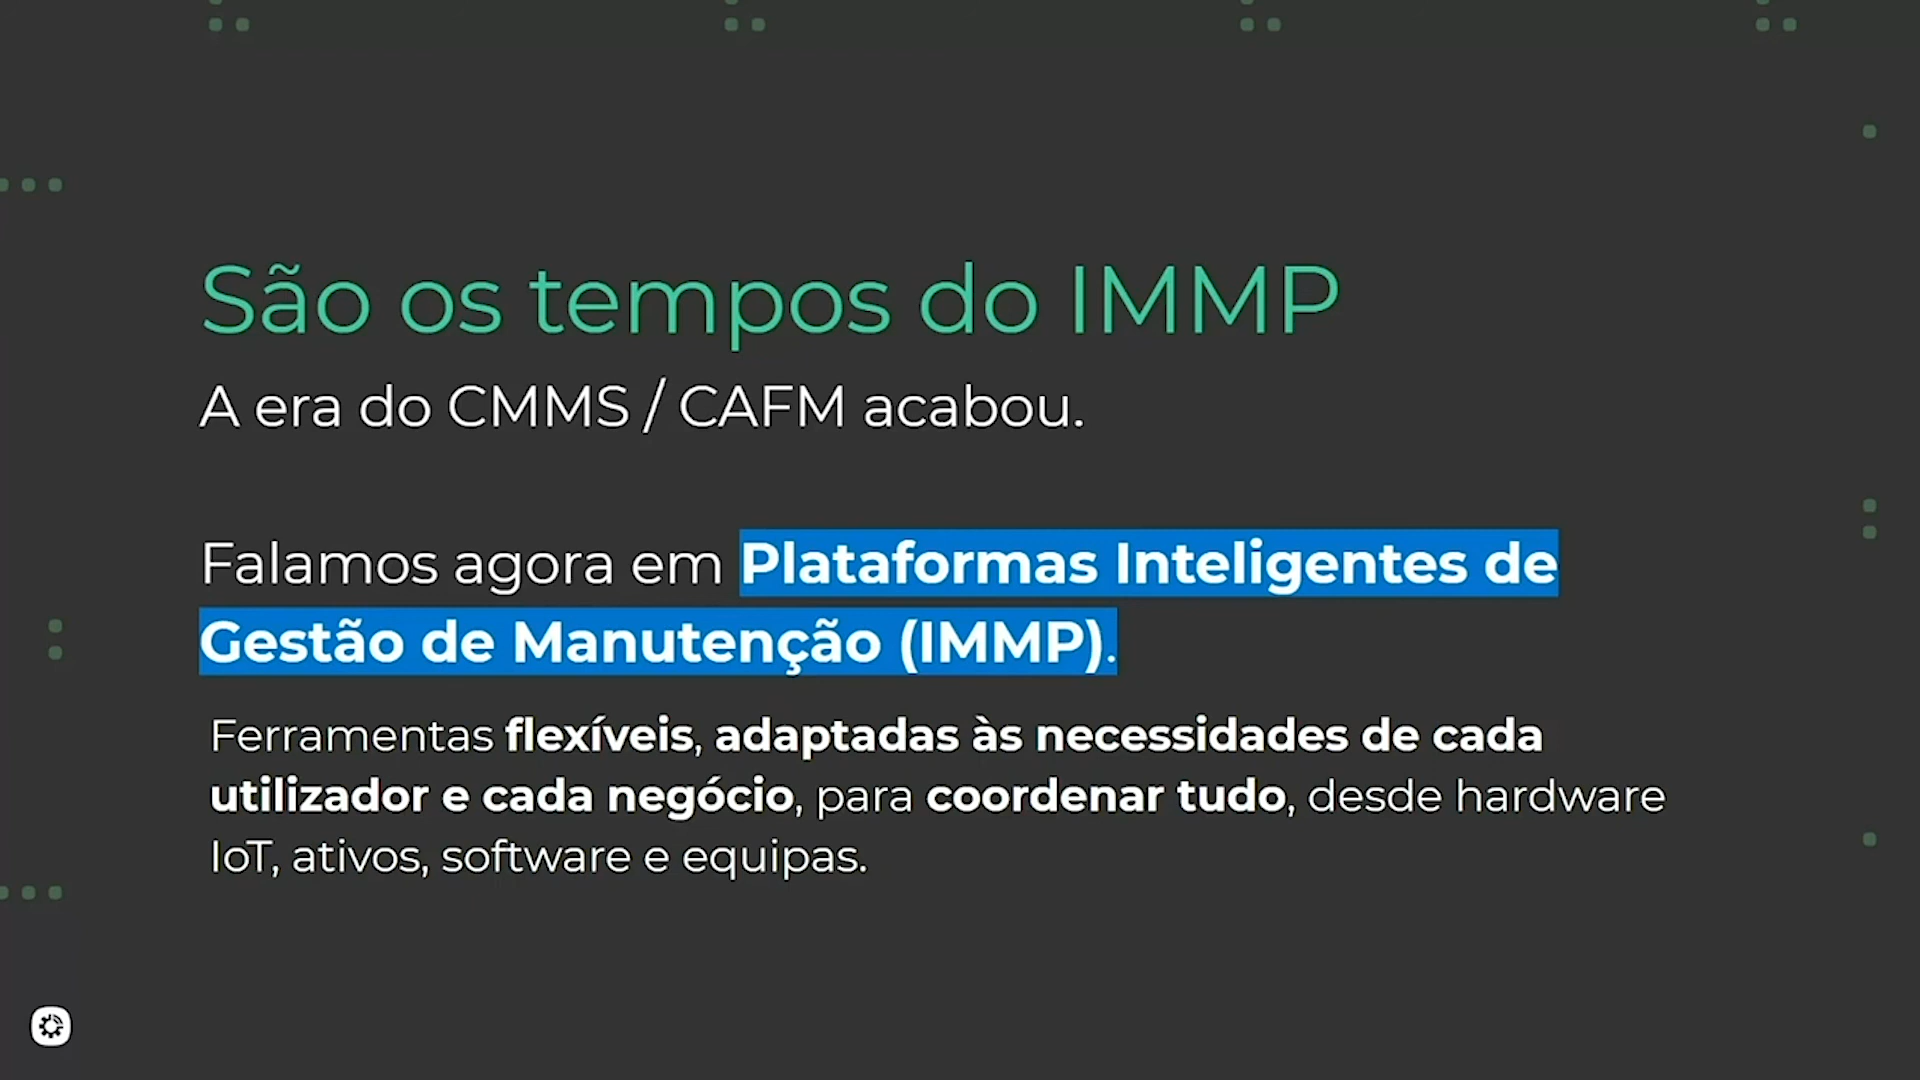 São os tempos do IMMP
A era do CMMS / CAFM acabou.
Falamos agora em Plataformas Inteligentes de
Gestão de Manutenção (IMMP).
Ferramentas flexíveis, adaptadas às necessidades de cada
utilizador e cada negócio, para coordenar tudo, desde hardware
IoT, ativos, software e equipas.